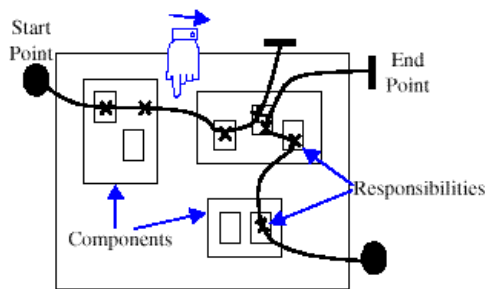 Start
Point
End
Point
Responsibilities
Components